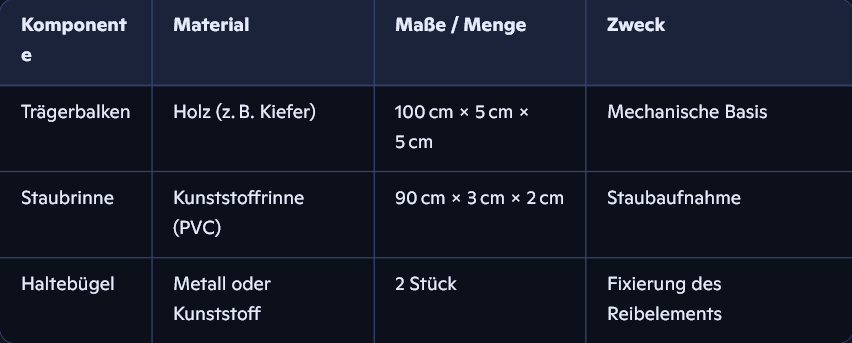 Komponent Material Maße / Menge Zweck
e
Trägerbalken Holz (z. B. Kiefer) 100 cm × 5 cm × Mechanische Basis
5 cm
Staubrinne Kunststoffrinne 90 cm × 3 cm × 2 cm Staubaufnahme
(PVC)
Haltebügel Metall oder 2 Stück Fixierung des
Kunststoff Reibelements